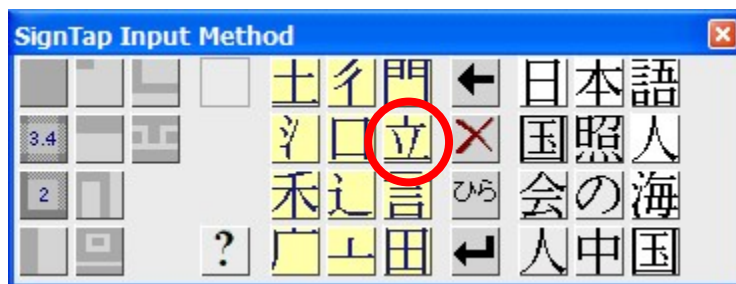 SignTap Input Method
土 彳 門 日 本 語
3.4 氵 口 立 国 照 人
2 禾 辶 言 ひら 会 の 海
? 广 亠 田 人 中 国